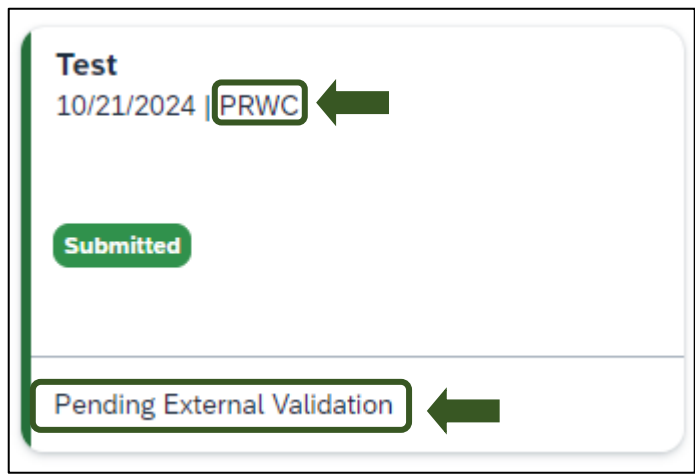 Test
10/21/2024 | PRWC
Submitted
Pending External Validation